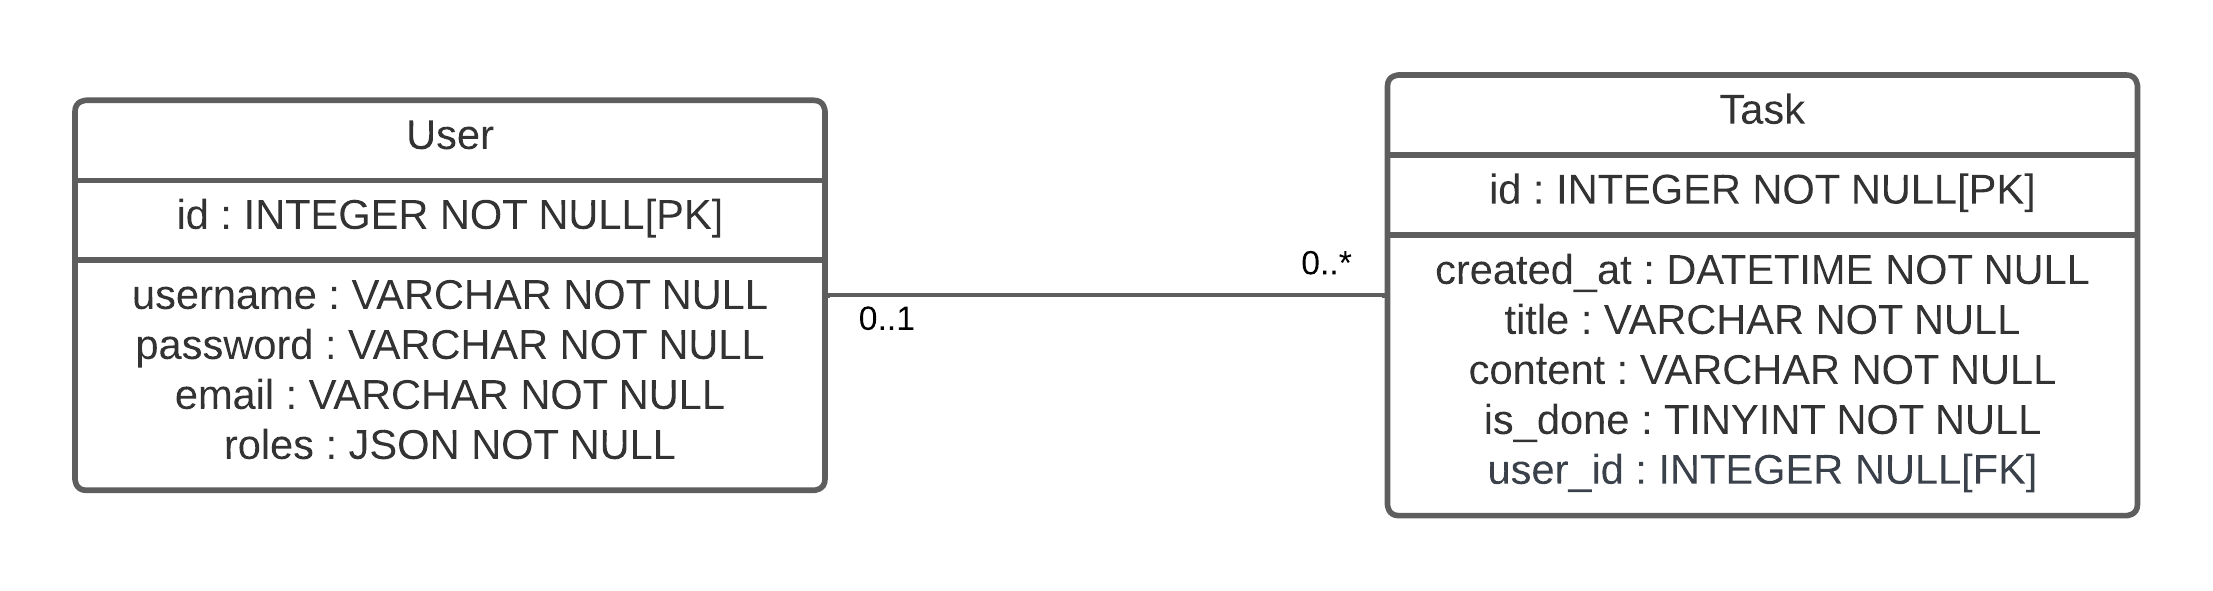 User
id : INTEGER NOT NULL[PK]
username : VARCHAR NOT NULL
password : VARCHAR NOT NULL
email : VARCHAR NOT NULL
roles : JSON NOT NULL
0..1
0..*
Task
id : INTEGER NOT NULL[PK]
created_at : DATETIME NOT NULL
title : VARCHAR NOT NULL
content : VARCHAR NOT NULL
is_done : TINYINT NOT NULL
user_id : INTEGER NULL[FK]